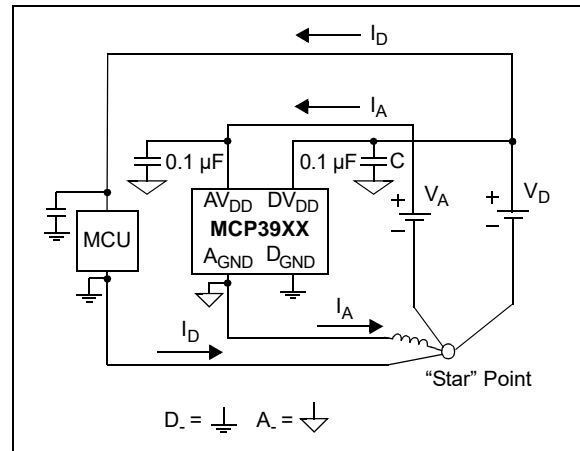 I_D
I_A
0.1 µF
0.1 µF
C
V_A
V_D
+
+
−
−
AV_DD DV_DD
MCP39XX
A_GND D_GND
MCU
I_D
I_A
“Star” Point
D_- = A_- =